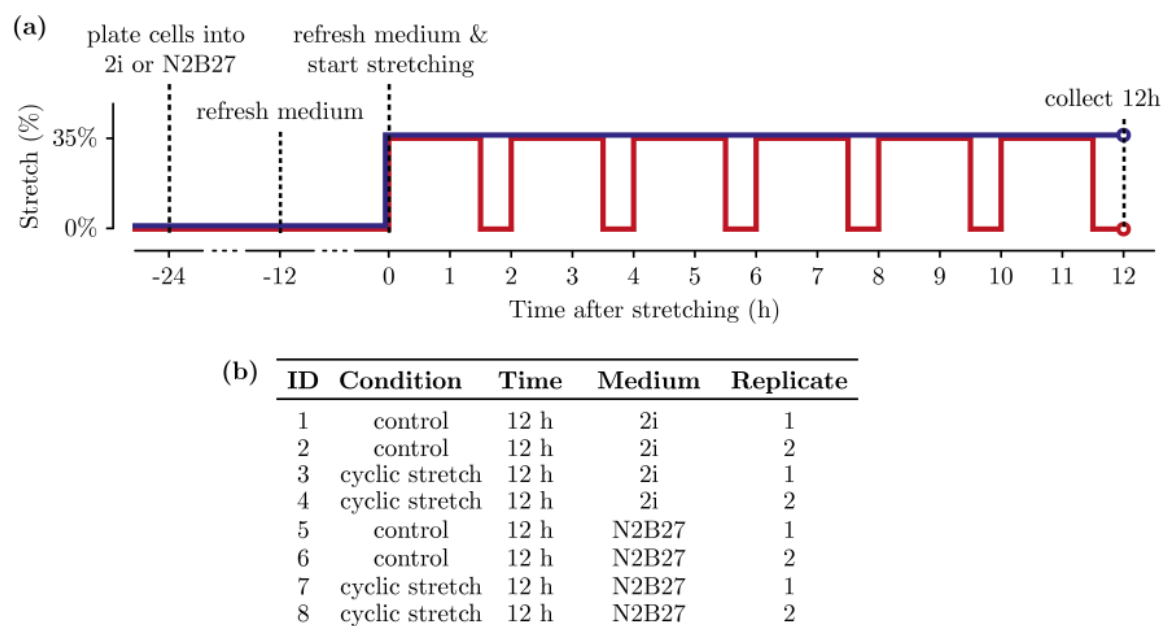 (a)
plate cells into
2i or N2B27
refresh medium &
start stretching
refresh medium
collect 12h
Stretch (%)
35%
0%
-24 -12 0 1 2 3 4 5 6 7 8 9 10 11 12
Time after stretching (h)
(b)
ID Condition Time Medium Replicate
1 control 12 h 2i 1
2 control 12 h 2i 2
3 cyclic stretch 12 h 2i 1
4 cyclic stretch 12 h 2i 2
5 control 12 h N2B27 1
6 control 12 h N2B27 2
7 cyclic stretch 12 h N2B27 1
8 cyclic stretch 12 h N2B27 2